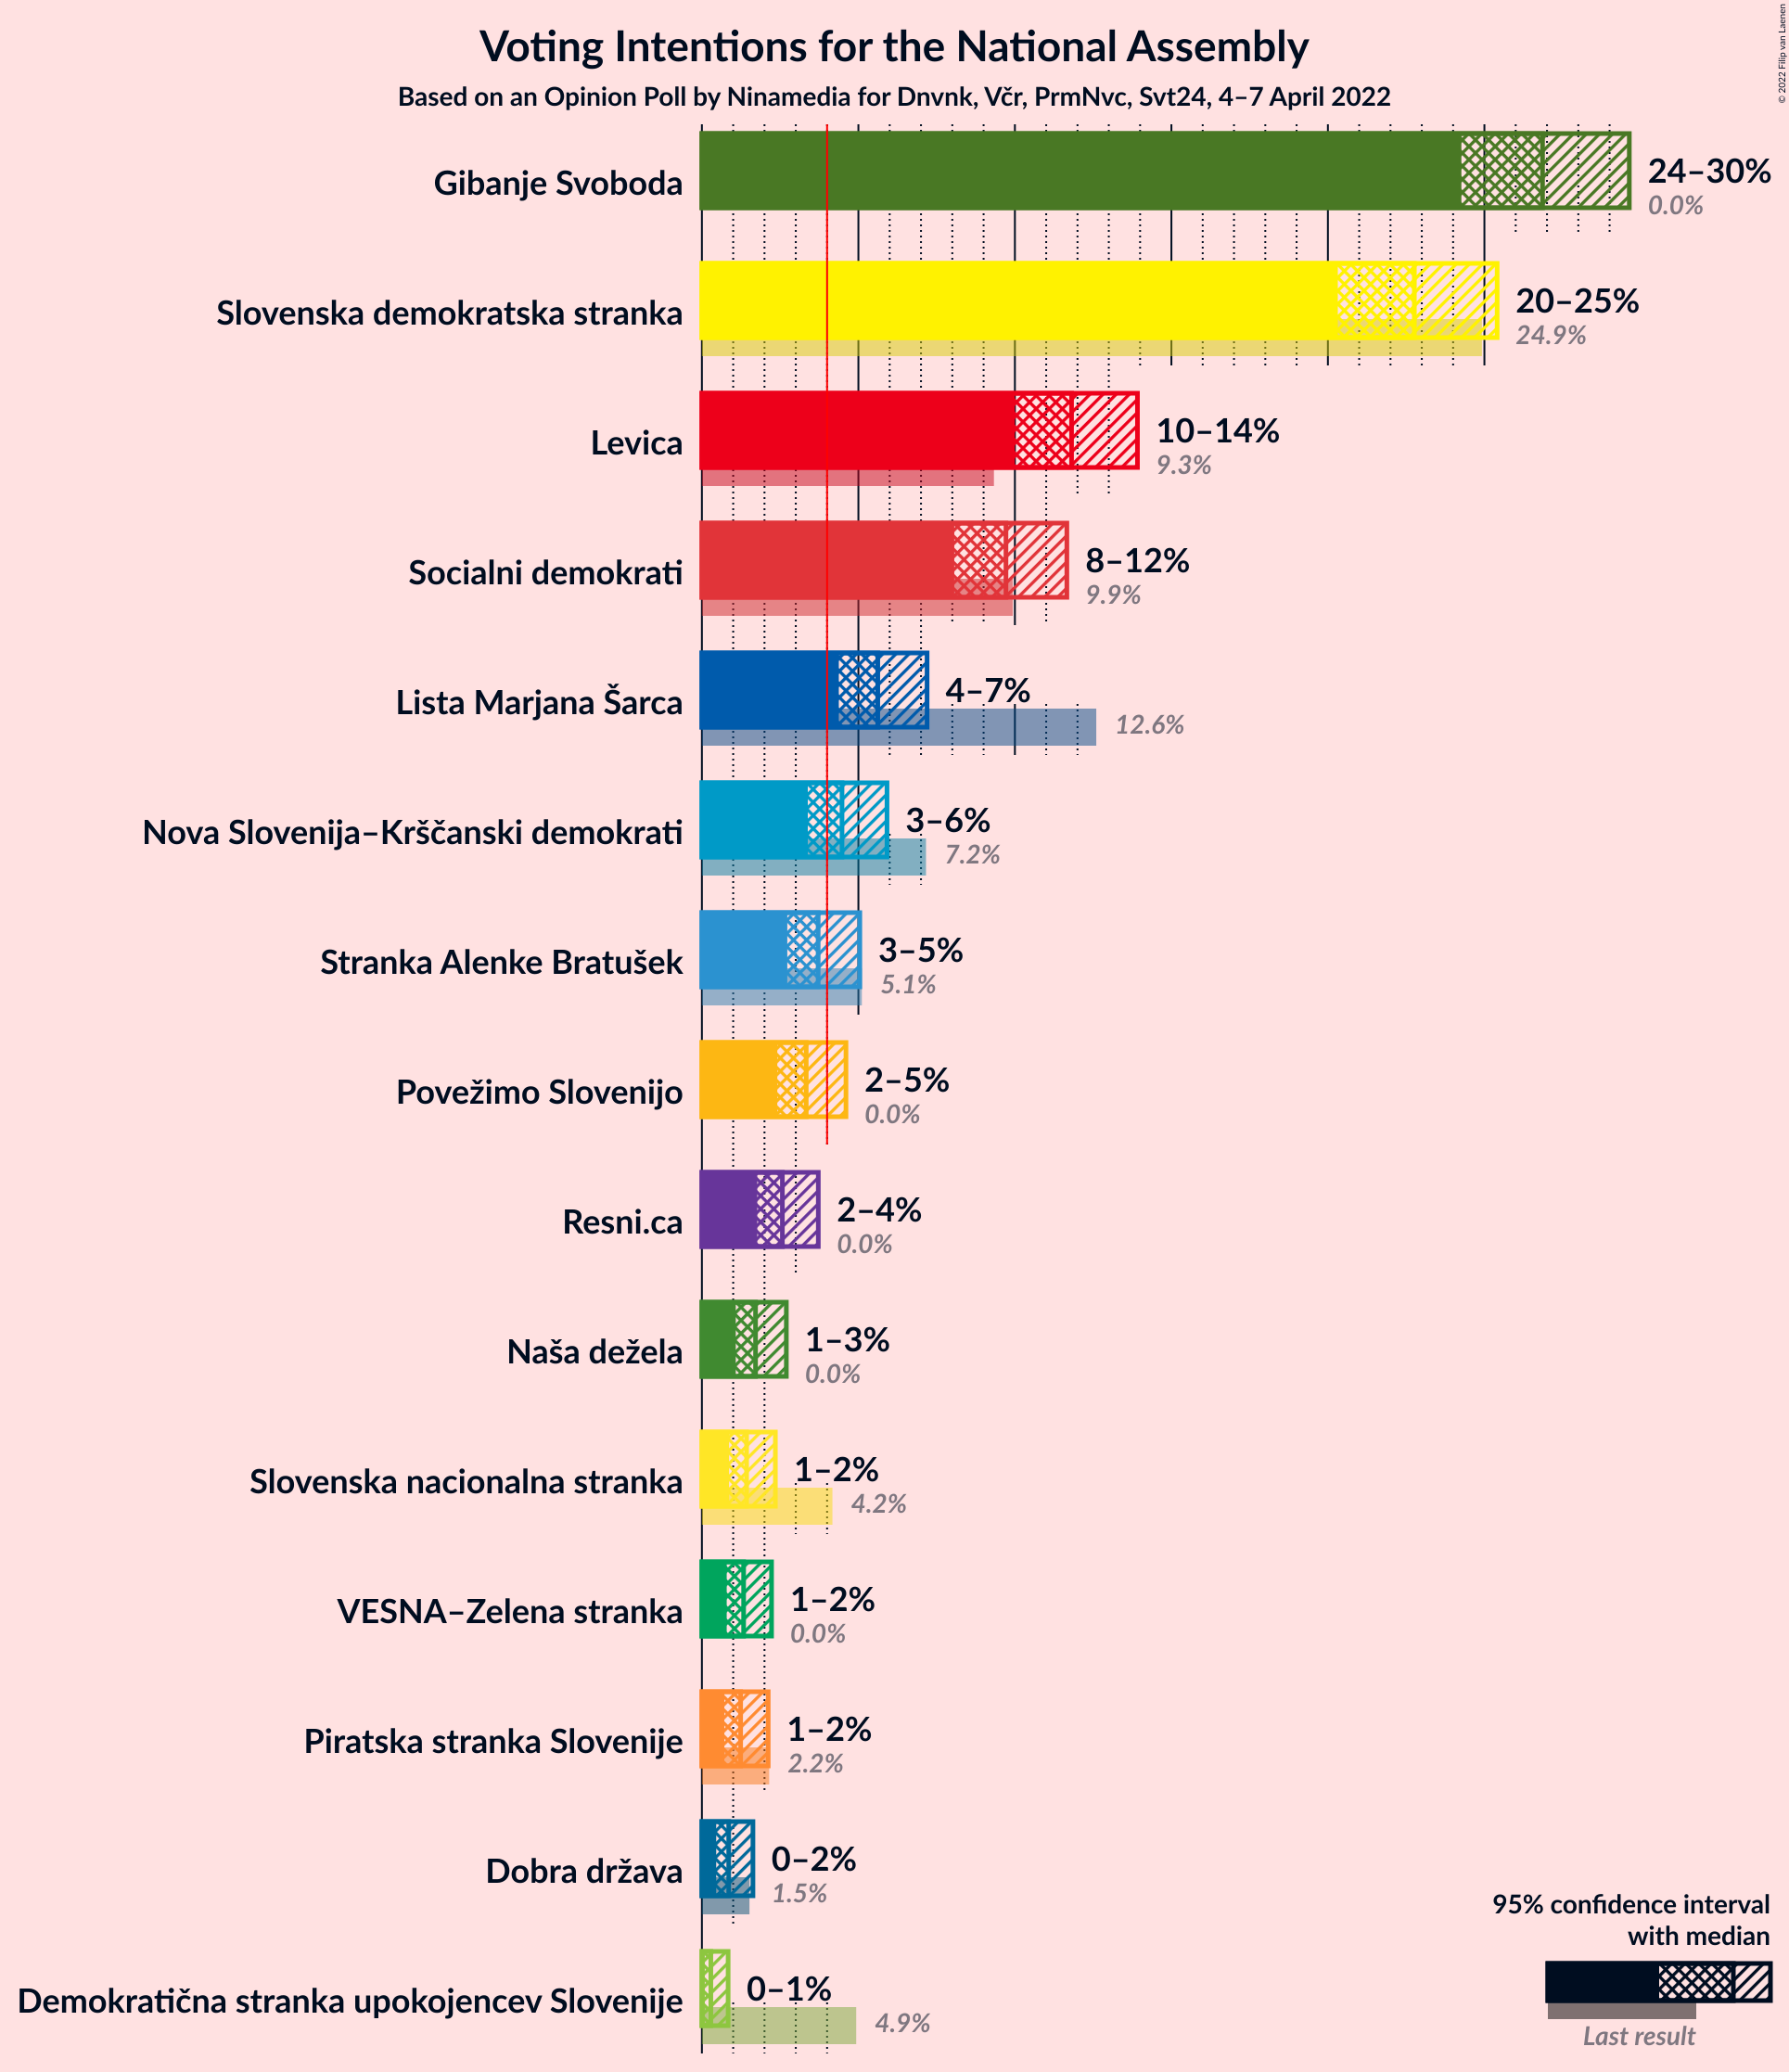 © 2022 Filip van Laenen
Voting Intentions for the National Assembly
Based on an Opinion Poll by Ninamedia for Dnvnk, Včr, PrmNvc, Svt24, 4–7 April 2022
Gibanje Svoboda
24–30%
0.0%
Slovenska demokratska stranka
20–25%
24.9%
Levica
10–14%
9.3%
Socialni demokrati
8–12%
9.9%
Lista Marjana Šarca
4–7%
12.6%
Nova Slovenija–Krščanski demokrati
3–6%
7.2%
Stranka Alenke Bratušek
3–5%
5.1%
Povežimo Slovenijo
2–5%
0.0%
Resni.ca
2–4%
0.0%
Naša dežela
1–3%
0.0%
Slovenska nacionalna stranka
1–2%
4.2%
VESNA–Zelena stranka
1–2%
0.0%
Piratska stranka Slovenije
1–2%
2.2%
Dobra država
0–2%
1.5%
Demokratična stranka upokojencev Slovenije
0–1%
4.9%
95% confidence interval
with median
Last result